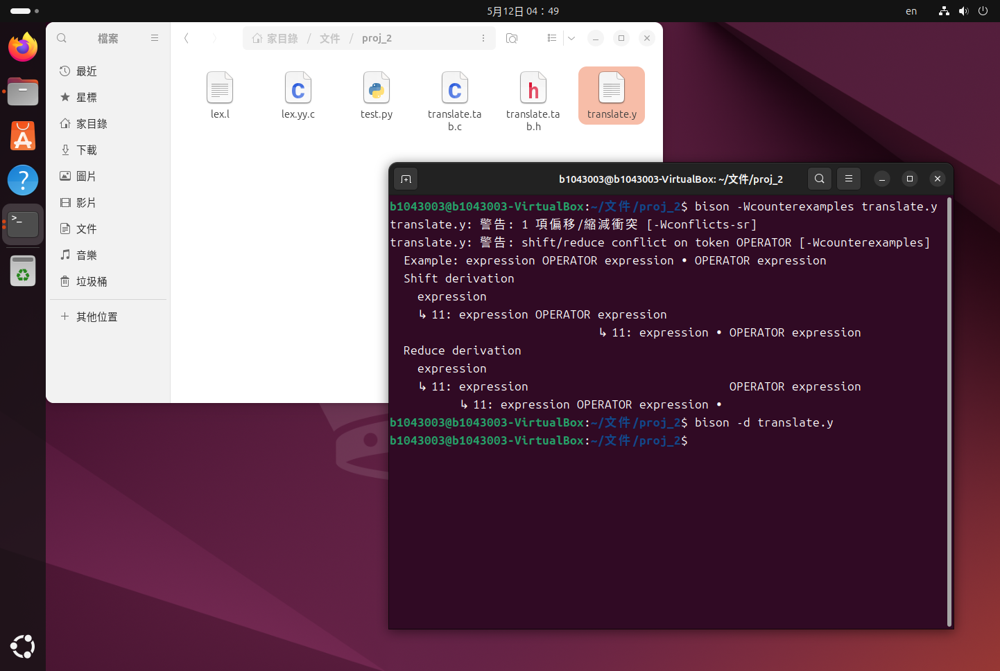 5月12日 04：49
en
檔案
家目錄 / 文件 / proj_2
最近
星標
家目錄
下載
圖片
影片
文件
音樂
垃圾桶
其他位置
lex.l
lex.yy.c
test.py
translate.ta
b.c
translate.ta
b.h
translate.y
b1043003@b1043003-VirtualBox: ~/文件/proj_2
b1043003@b1043003-VirtualBox:~/文件/proj_2$ bison -Wcounterexamples translate.y
translate.y: 警告: 1 項偏移/縮減衝突 [-Wconflicts-sr]
translate.y: 警告: shift/reduce conflict on token OPERATOR [-Wcounterexamples]
Example: expression OPERATOR expression • OPERATOR expression
Shift derivation
expression
↳ 11: expression OPERATOR expression
↳ 11: expression • OPERATOR expression
Reduce derivation
expression
↳ 11: expression OPERATOR expression
↳ 11: expression OPERATOR expression •
b1043003@b1043003-VirtualBox:~/文件/proj_2$ bison -d translate.y
b1043003@b1043003-VirtualBox:~/文件/proj_2$